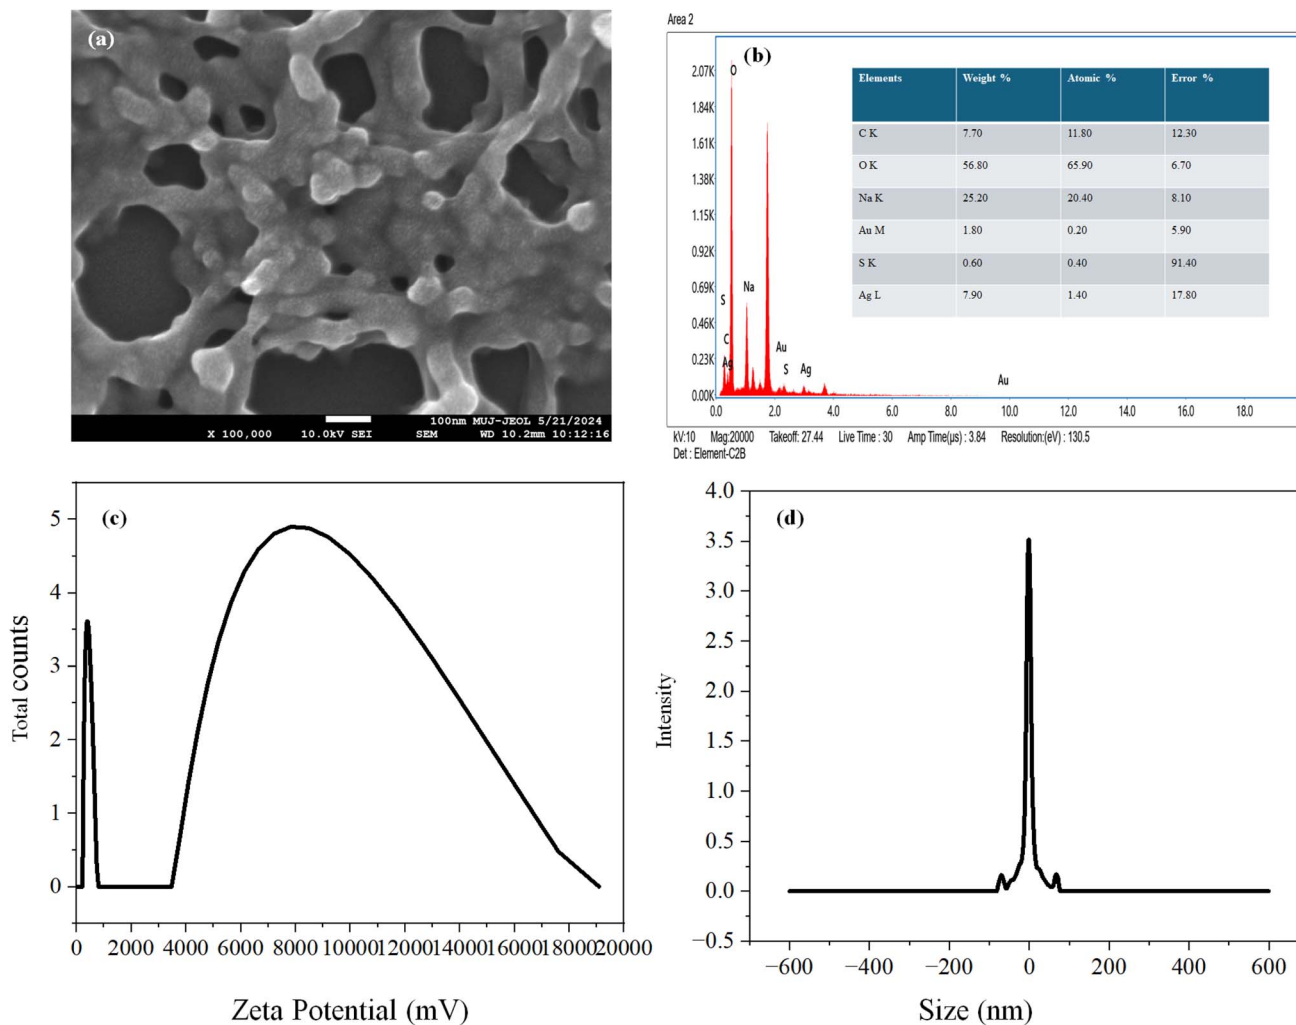 (a)
100nm MUJ-JEOL 5/21/2024
X 100,000 10.0kV SEI SEM WD 10.2mm 10:12:16
Area 2
(b)
Elements Weight % Atomic % Error %
C K 7.70 11.80 12.30
O K 56.80 65.90 6.70
Na K 25.20 20.40 8.10
Au M 1.80 0.20 5.90
S K 0.60 0.40 91.40
Ag L 7.90 1.40 17.80
2.07K
1.84K
1.61K
1.38K
1.15K
0.92K
0.69K
0.46K
0.23K
0.00K
O
S
Na
C
Ag
Au
S
Ag
Au
0.0 2.0 4.0 6.0 8.0 10.0 12.0 14.0 16.0 18.0
kV:10 Mag:20000 Takeoff: 27.44 Live Time : 30 Amp Time(µs) : 3.84 Resolution:(eV) : 130.5
Det : Element-C2B
(c)
Total counts
5
4
3
2
1
0
0 2000 4000 6000 8000 10000 12000 14000 16000 18000 20000
Zeta Potential (mV)
(d)
Intensity
4.0
3.5
3.0
2.5
2.0
1.5
1.0
0.5
0.0
−0.5
−600 −400 −200 0 200 400 600
Size (nm)